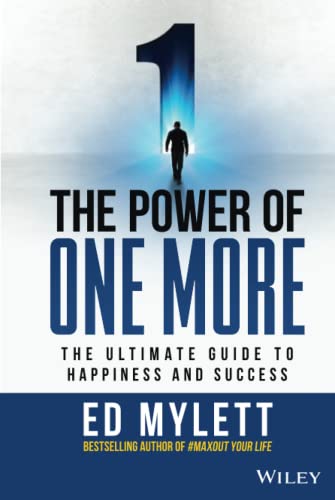 1
THE POWER OF
ONE MORE
THE ULTIMATE GUIDE TO
HAPPINESS AND SUCCESS
ED MYLETT
BESTSELLING AUTHOR OF #MAXOUT YOUR LIFE
WILEY